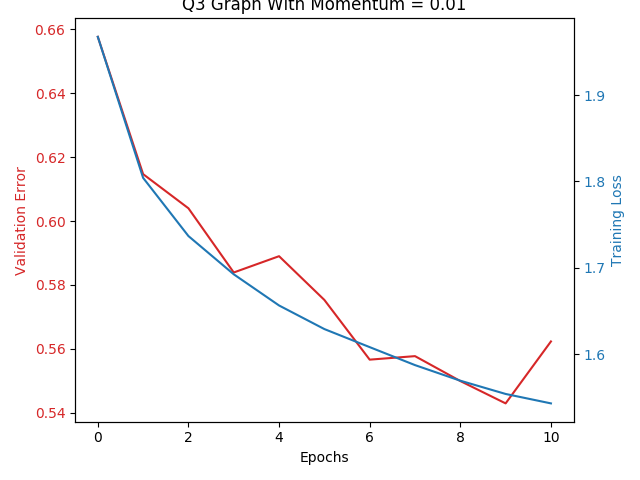 Q3 Graph With Momentum = 0.01
0.66
0.64
0.62
0.60
0.58
0.56
0.54
Validation Error
1.9
1.8
1.7
1.6
Training Loss
0 2 4 6 8 10
Epochs